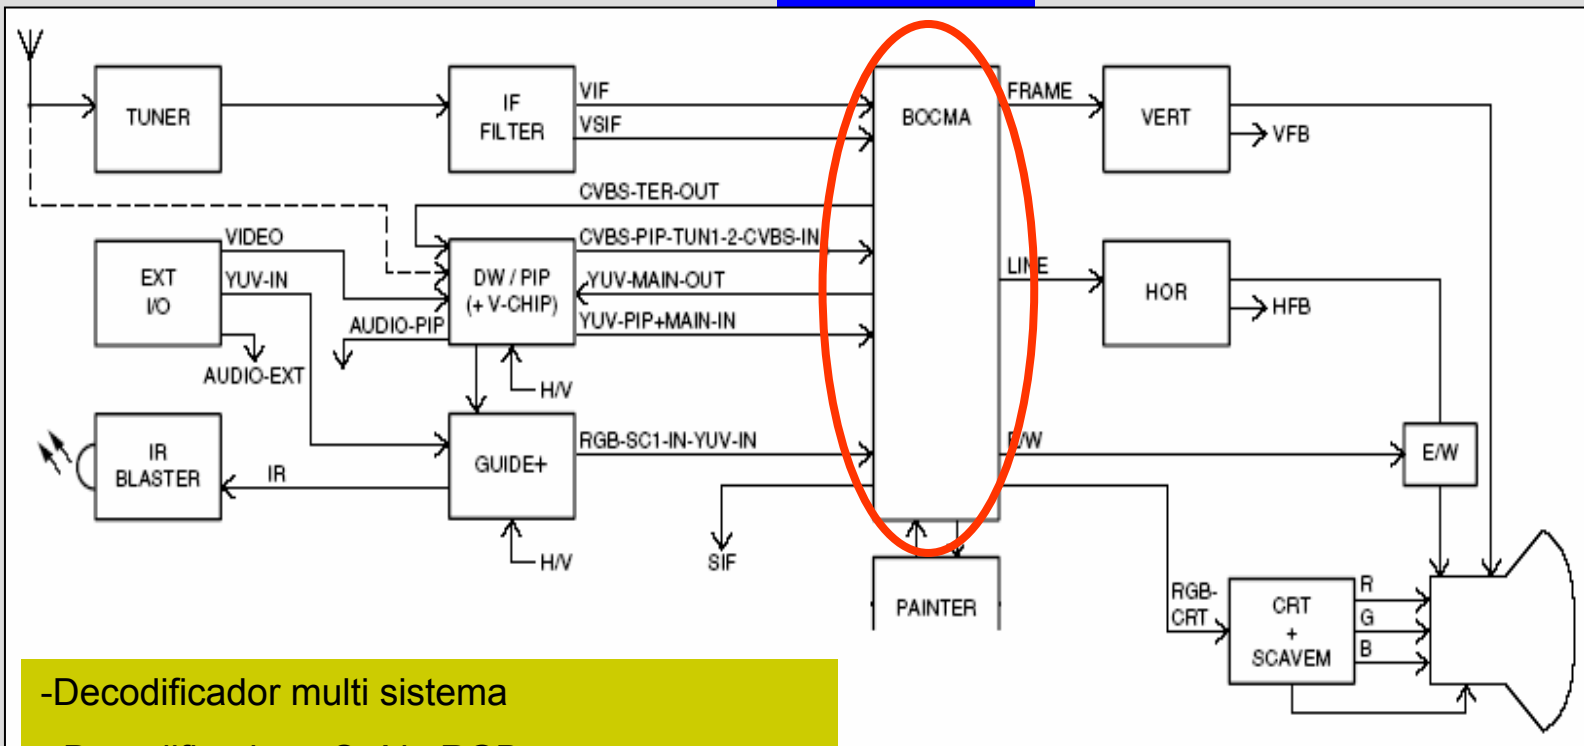 TUNER
IF
FILTER
VIF
VSIF
BOCMA
FRAME
VERT
VFB
CVBS-TER-OUT
VIDEO
YUV-IN
EXT
I/O
AUDIO-EXT
AUDIO-PIP
DW / PIP
(+ V-CHIP)
CVBS-PIP-TUN1-2-CVBS-IN
YUV-MAIN-OUT
YUV-PIP+MAIN-IN
H/V
LINE
HOR
HFB
IR
BLASTER
IR
GUIDE+
RGB-SC1-IN-YUV-IN
H/V
SIF
E/W
E/W
PAINTER
RGB-
CRT
CRT
+
SCAVEM
R
G
B
-Decodificador multi sistema